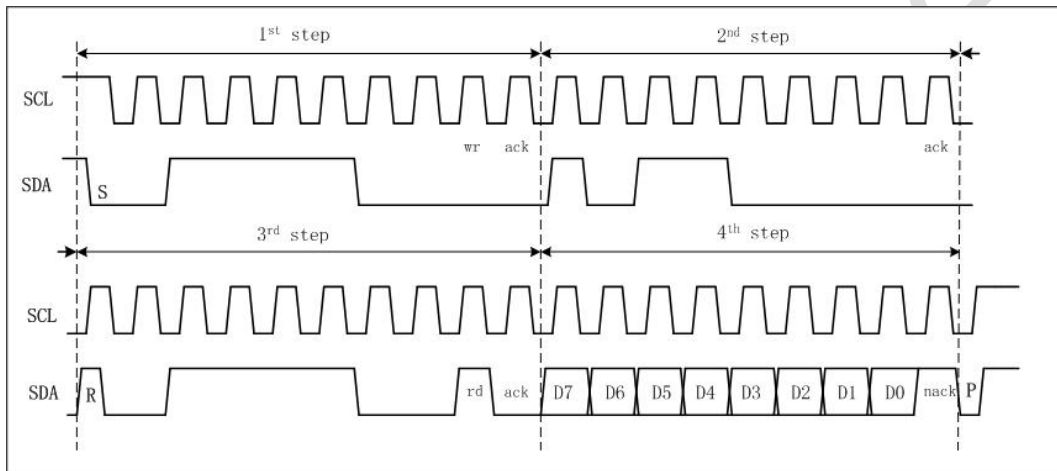 1st step 2nd step
SCL
wr ack ack
SDA S
3rd step 4th step
SCL
SDA R rd ack D7 D6 D5 D4 D3 D2 D1 D0 nack P